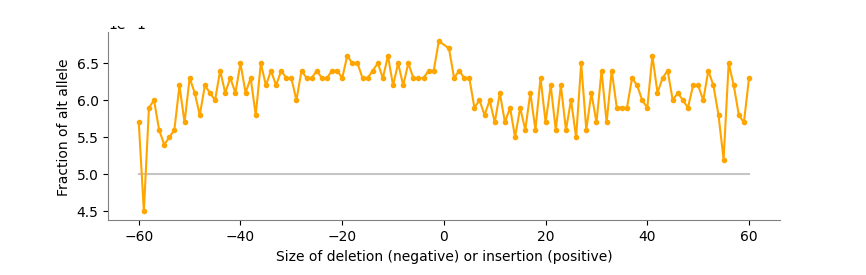 6.5
6.0
5.5
5.0
4.5
Fraction of alt allele
−60 −40 −20 0 20 40 60
Size of deletion (negative) or insertion (positive)